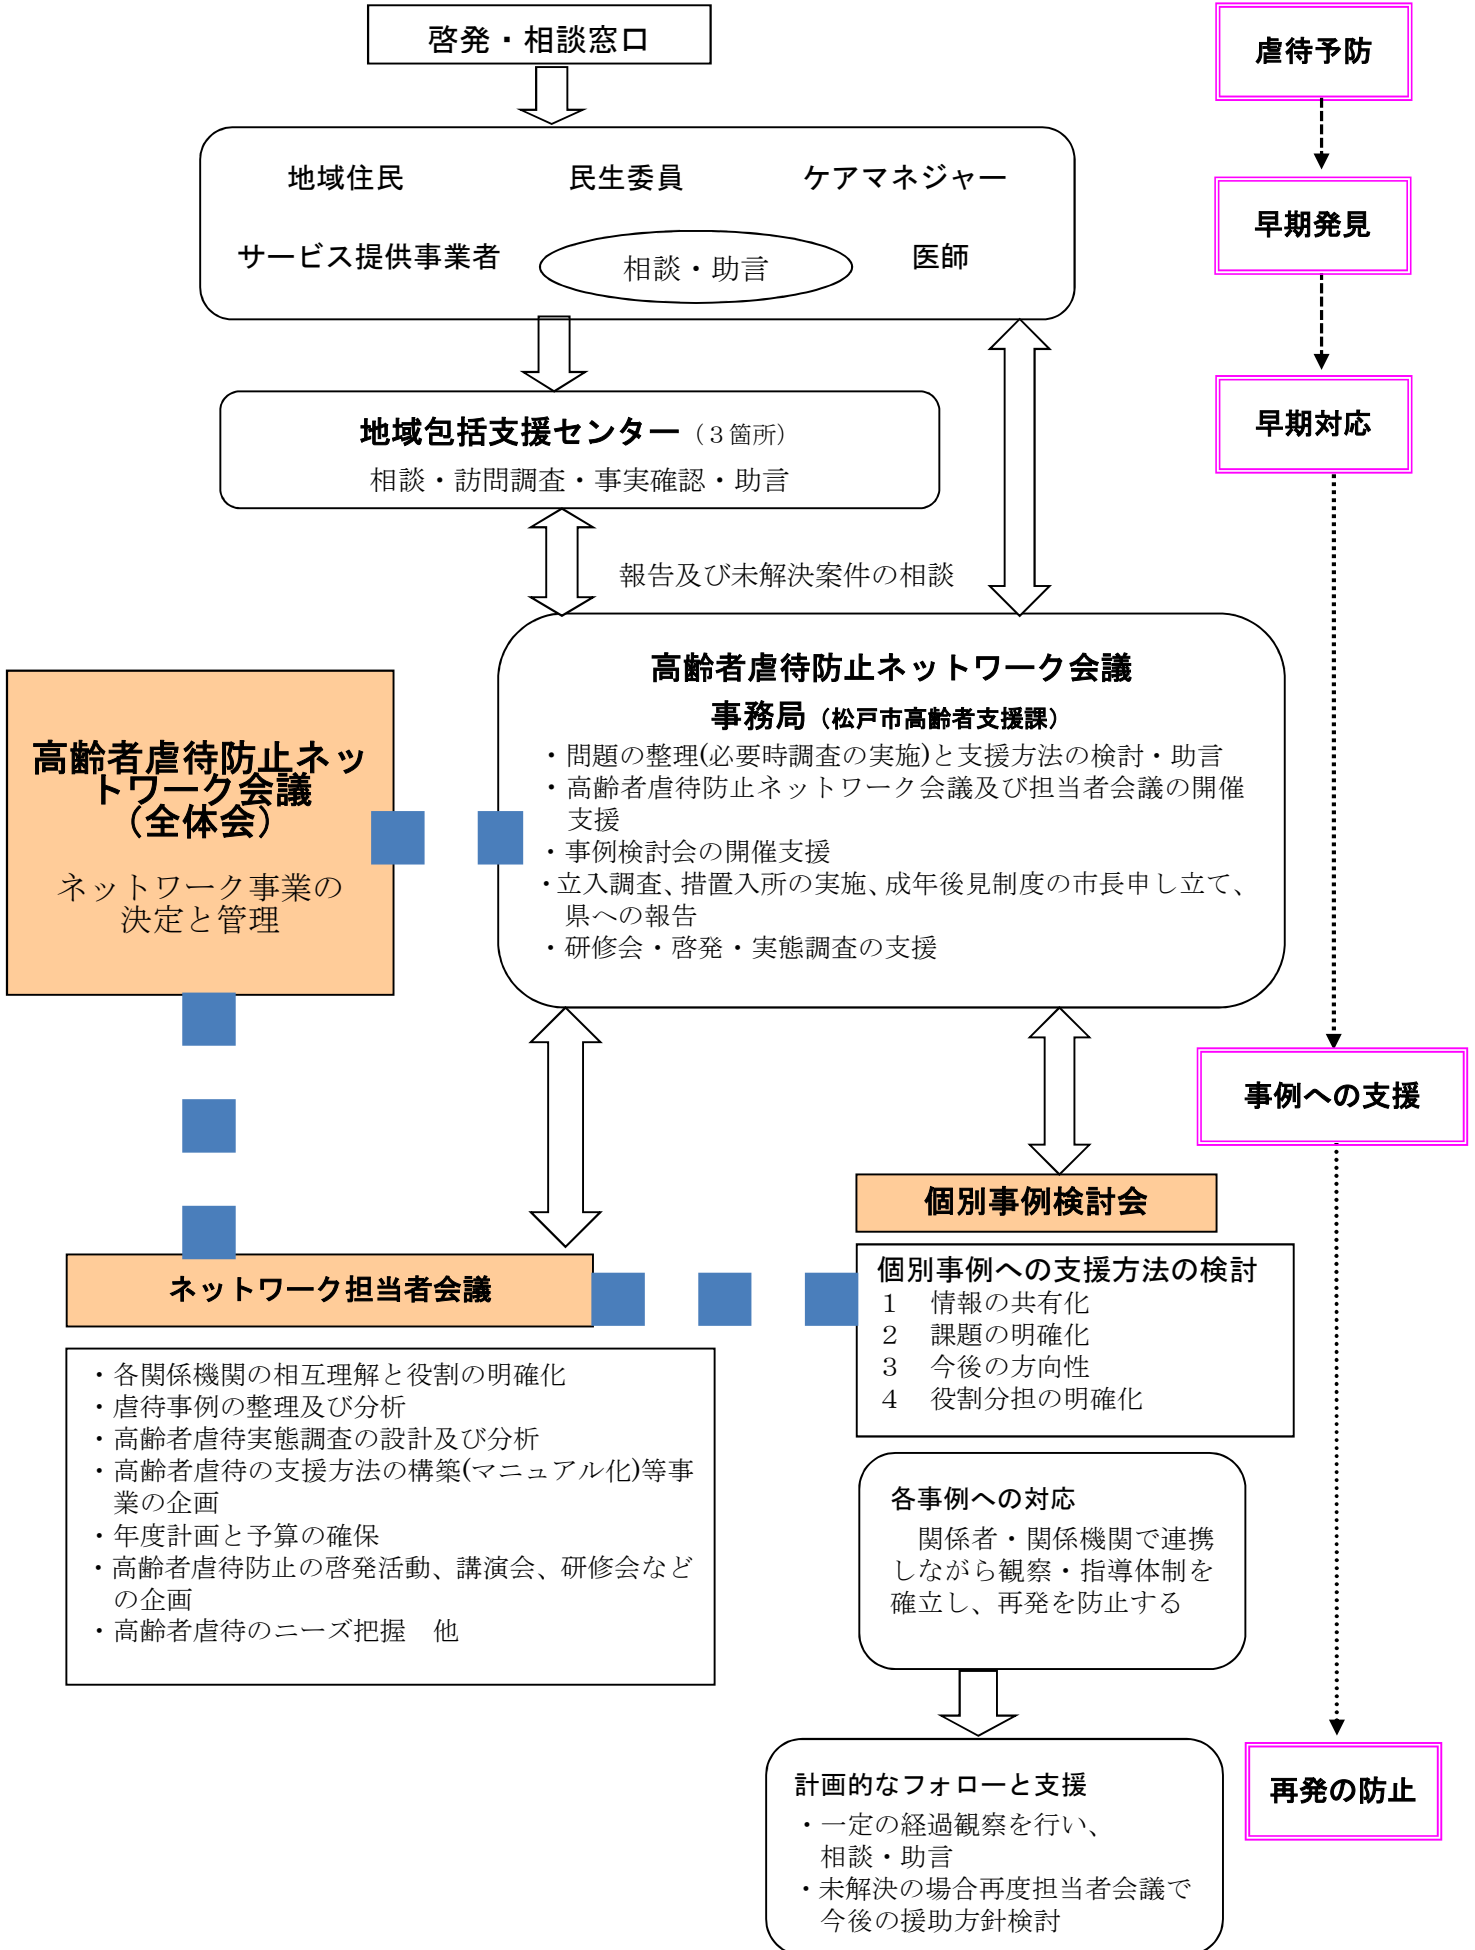 啓発・相談窓口
虐待予防
地域住民　民生委員　ケアマネジャー
サービス提供事業者　相談・助言　医師
早期発見
早期対応
地域包括支援センター（３箇所）
相談・訪問調査・事実確認・助言
報告及び未解決案件の相談
高齢者虐待防止ネットワーク会議
事務局（松戸市高齢者支援課）
・問題の整理(必要時調査の実施)と支援方法の検討・助言
・高齢者虐待防止ネットワーク会議及び担当者会議の開催
支援
・事例検討会の開催支援
・立入調査、措置入所の実施、成年後見制度の市長申し立て、
県への報告
・研修会・啓発・実態調査の支援
高齢者虐待防止ネッ
トワーク会議
（全体会）
ネットワーク事業の
決定と管理
事例への支援
個別事例検討会
個別事例への支援方法の検討
１　情報の共有化
２　課題の明確化
３　今後の方向性
４　役割分担の明確化
ネットワーク担当者会議
・各関係機関の相互理解と役割の明確化
・虐待事例の整理及び分析
・高齢者虐待実態調査の設計及び分析
・高齢者虐待の支援方法の構築(マニュアル化)等事
業の企画
・年度計画と予算の確保
・高齢者虐待防止の啓発活動、講演会、研修会など
の企画
・高齢者虐待のニーズ把握　他
各事例への対応
関係者・関係機関で連携
しながら観察・指導体制を
確立し、再発を防止する
計画的なフォローと支援
・一定の経過観察を行い、
相談・助言
・未解決の場合再度担当者会議で
今後の援助方針検討
再発の防止